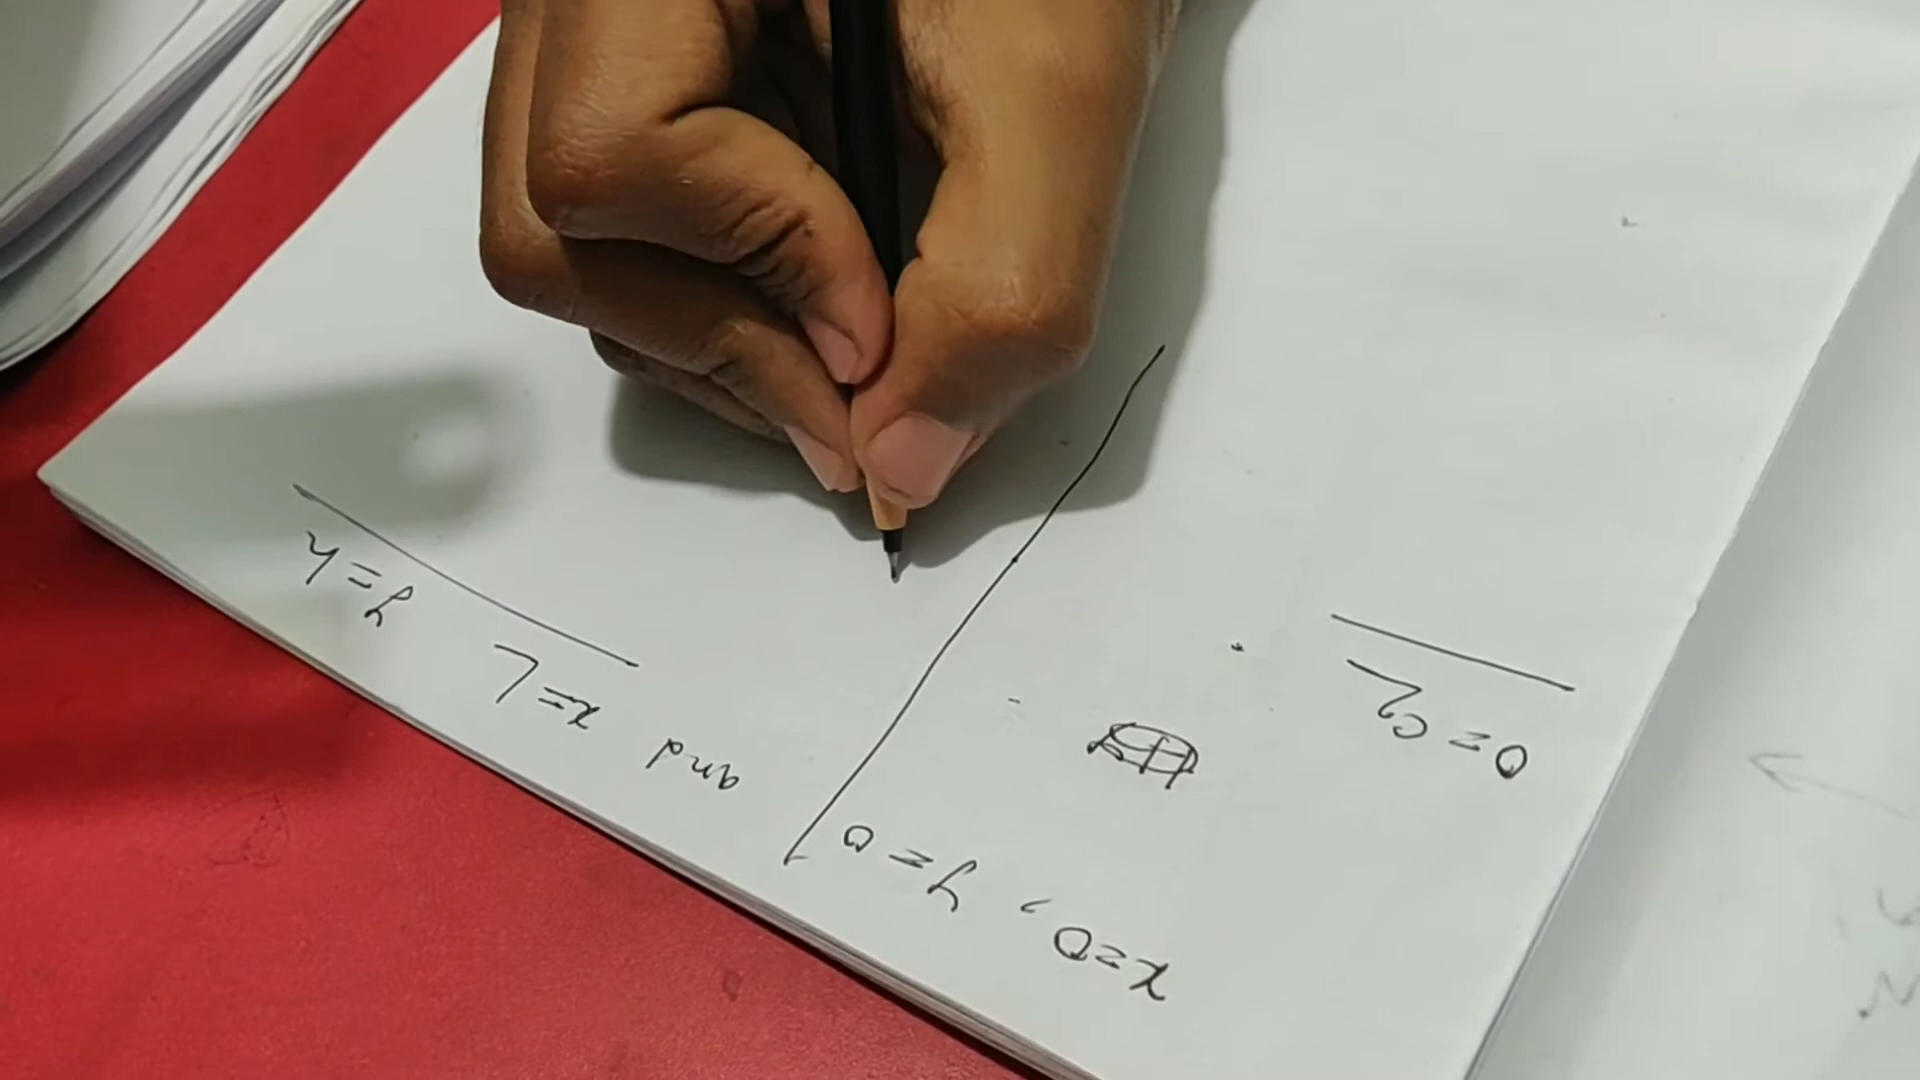 x=0, y=0 and x=L y=h
0=C₂